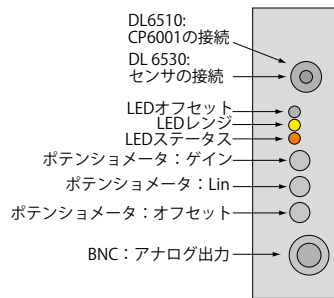 DL6510:
CP6001の接続
DL 6530:
センサの接続
LEDオフセット
LEDレンジ
LEDステータス
ポテンショメータ：ゲイン
ポテンショメータ：Lin
ポテンショメータ：オフセット
BNC：アナログ出力